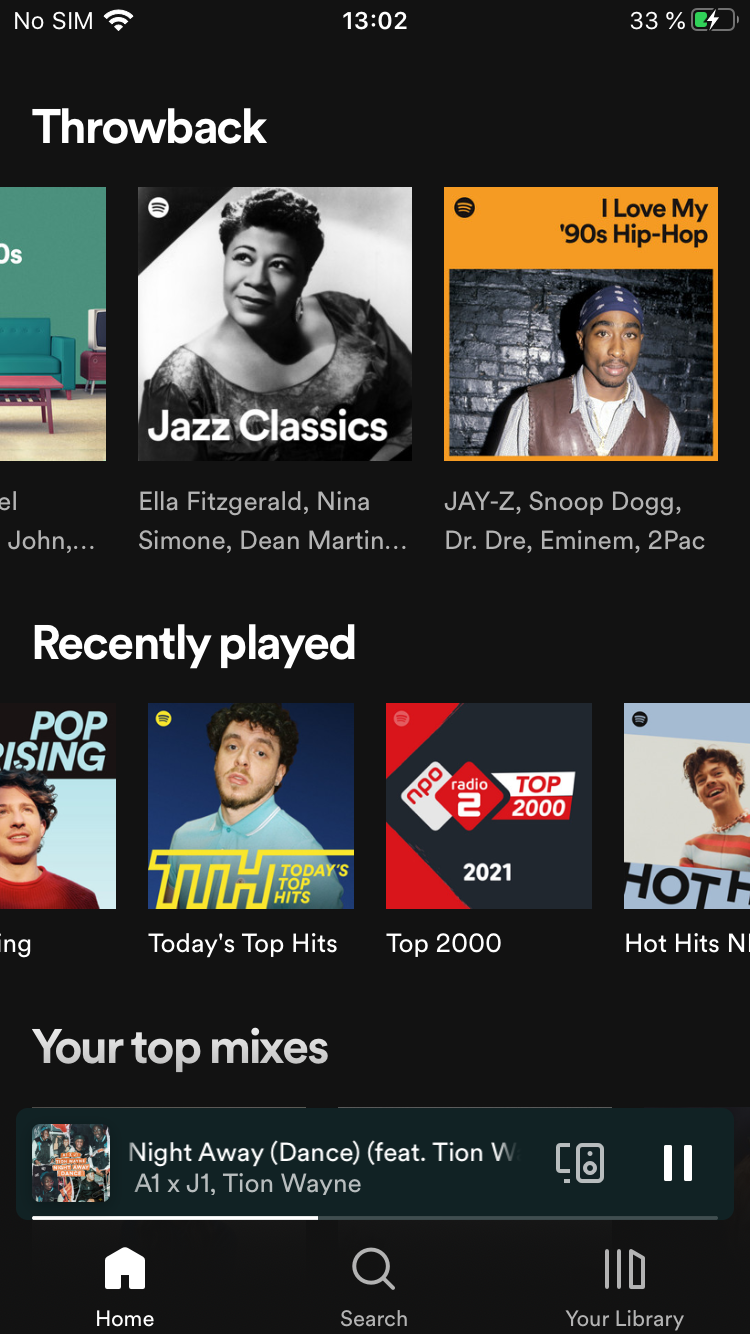 No SIM 13:02 33 %
Throwback
0s
Jazz Classics
I Love My
'90s Hip-Hop
el
John,...
Ella Fitzgerald, Nina
Simone, Dean Martin...
JAY-Z, Snoop Dogg,
Dr. Dre, Eminem, 2Pac
Recently played
POP
RISING
TTH TODAY'S
TOP
HITS
npo radio 2 TOP
2000
2021
HOT H
ing
Today's Top Hits
Top 2000
Hot Hits N
Your top mixes
Night Away (Dance) (feat. Tion W
A1 x J1, Tion Wayne
Home
Search
Your Library